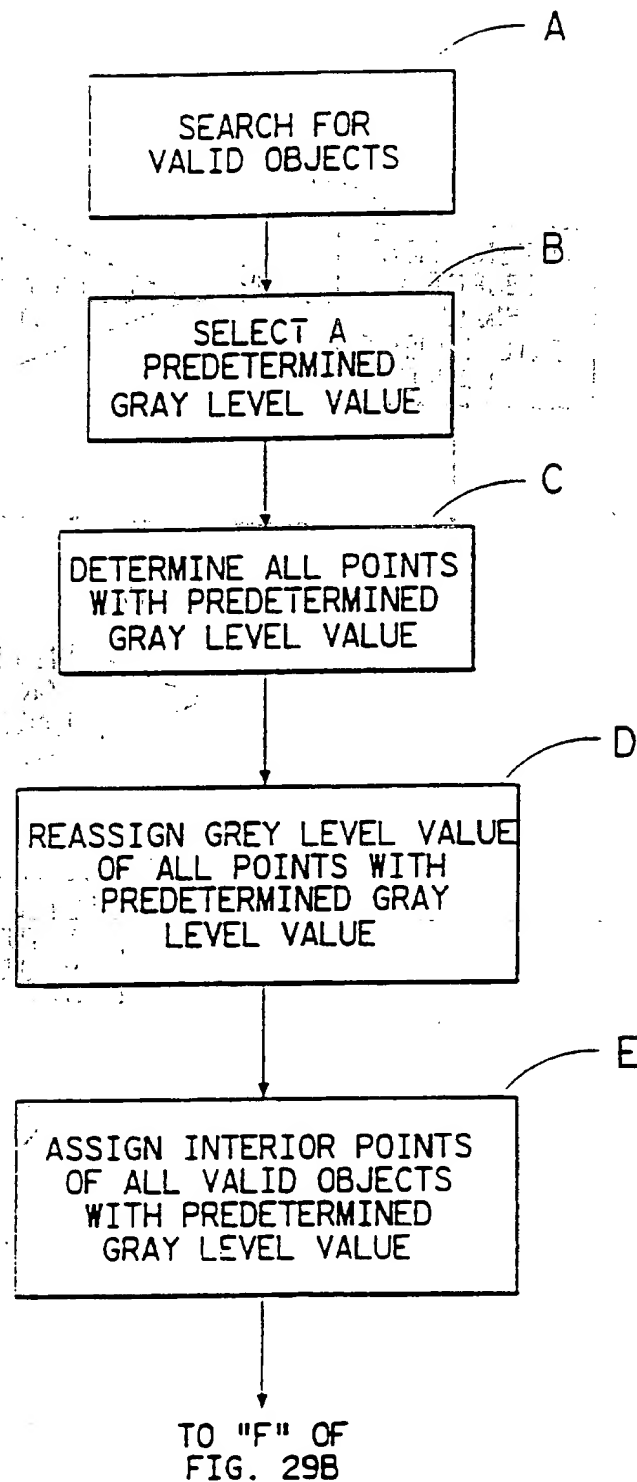 A
SEARCH FOR
VALID OBJECTS
B
SELECT A
PREDETERMINED
GRAY LEVEL VALUE
C
DETERMINE ALL POINTS
WITH PREDETERMINED
GRAY LEVEL VALUE
D
REASSIGN GREY LEVEL VALUE
OF ALL POINTS WITH
PREDETERMINED GRAY
LEVEL VALUE
E
ASSIGN INTERIOR POINTS
OF ALL VALID OBJECTS
WITH PREDETERMINED
GRAY LEVEL VALUE
TO "F" OF
FIG. 29B